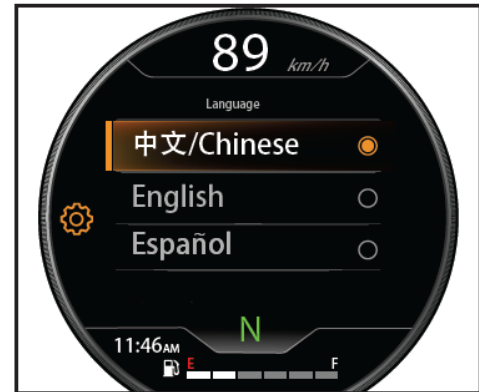 89 km/h
Language
中文/Chinese
English
Español
N
11:46AM
E F